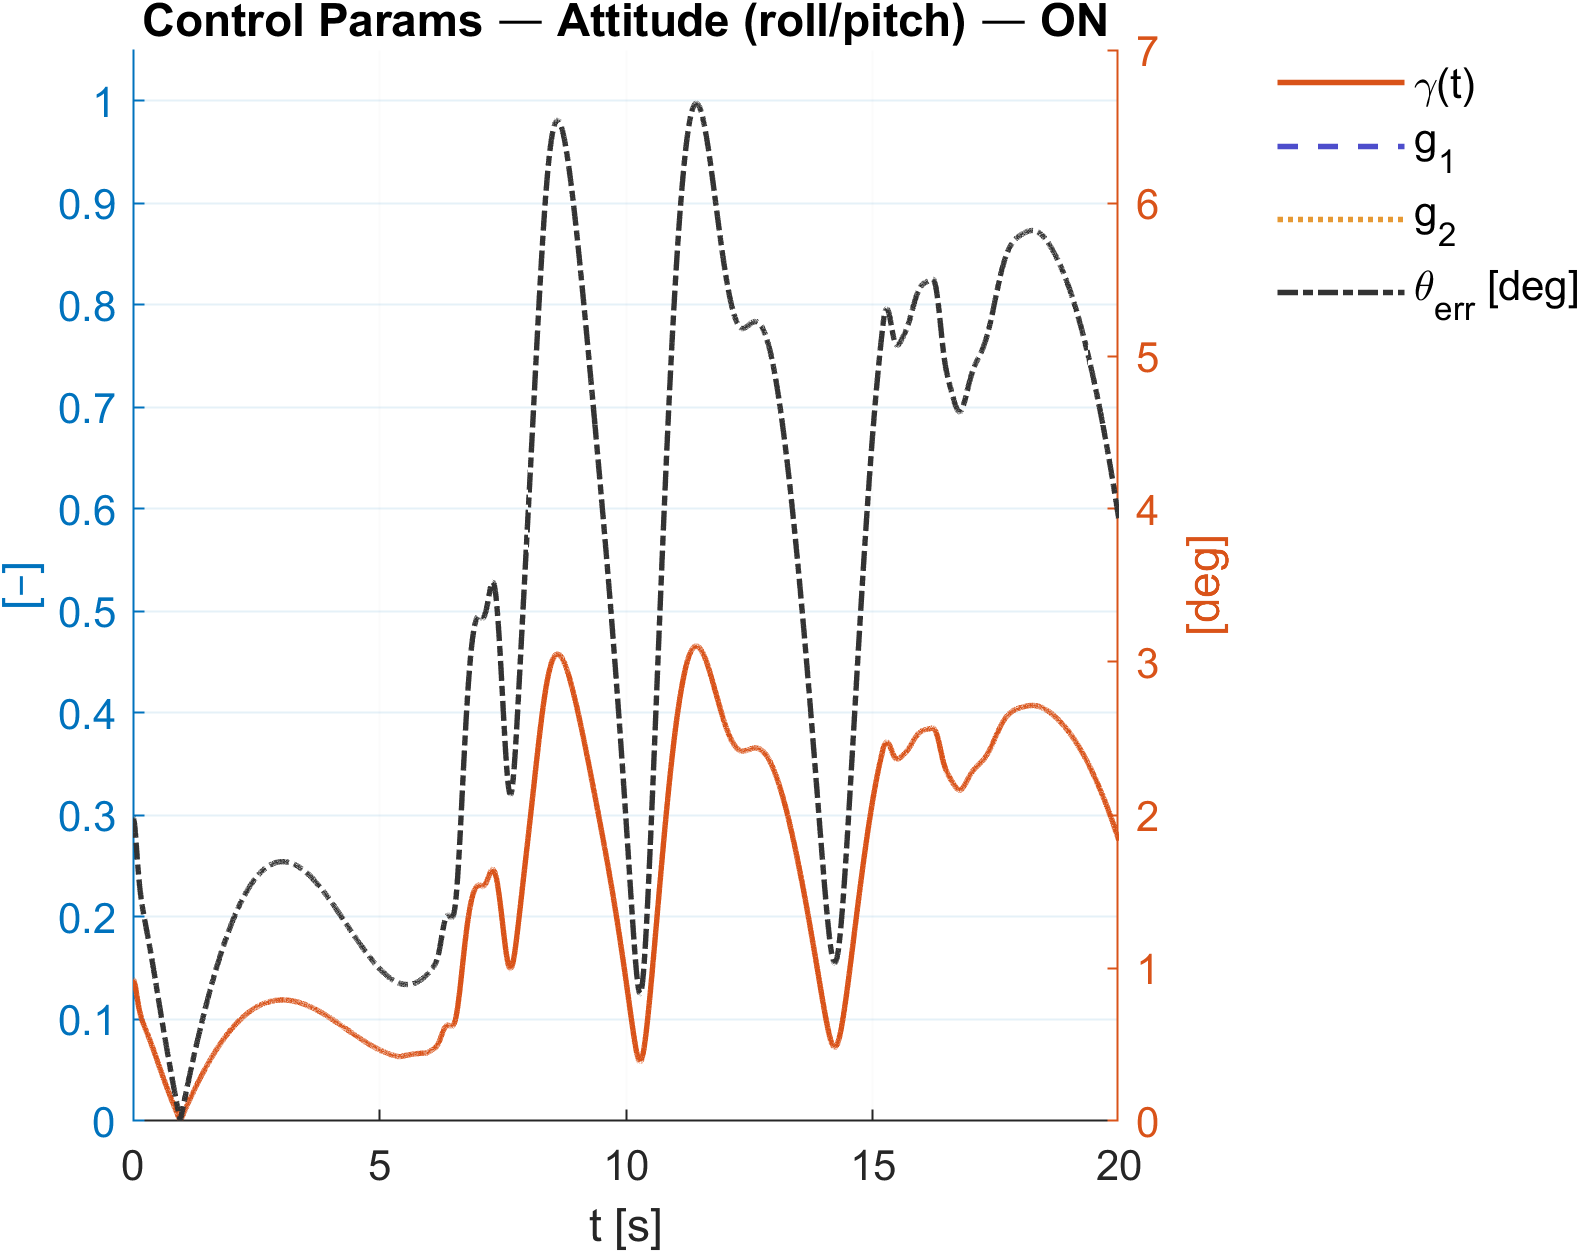 Control Params — Attitude (roll/pitch) — ON
1
0.9
0.8
0.7
0.6
0.5
0.4
0.3
0.2
0.1
0
[−]
7
6
5
4
3
2
1
0
[deg]
0 5 10 15 20
t [s]
γ(t)
g1
g2
θerr [deg]